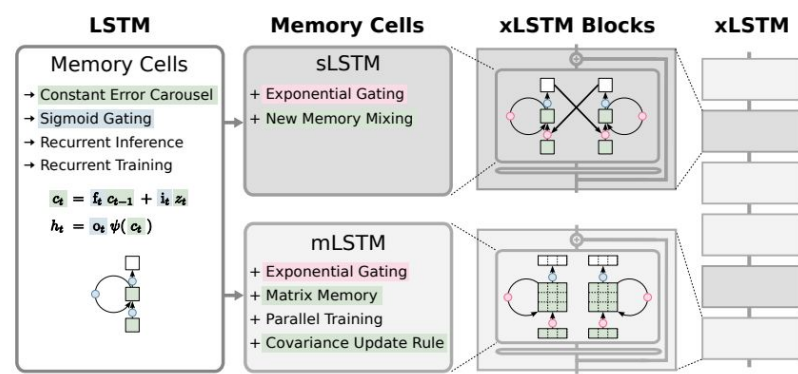 LSTM
Memory Cells
xLSTM Blocks
xLSTM
Memory Cells
→ Constant Error Carousel
→ Sigmoid Gating
→ Recurrent Inference
→ Recurrent Training
c_t = f_t c_{t-1} + i_t z_t
h_t = o_t ψ( c_t )
sLSTM
+ Exponential Gating
+ New Memory Mixing
mLSTM
+ Exponential Gating
+ Matrix Memory
+ Parallel Training
+ Covariance Update Rule